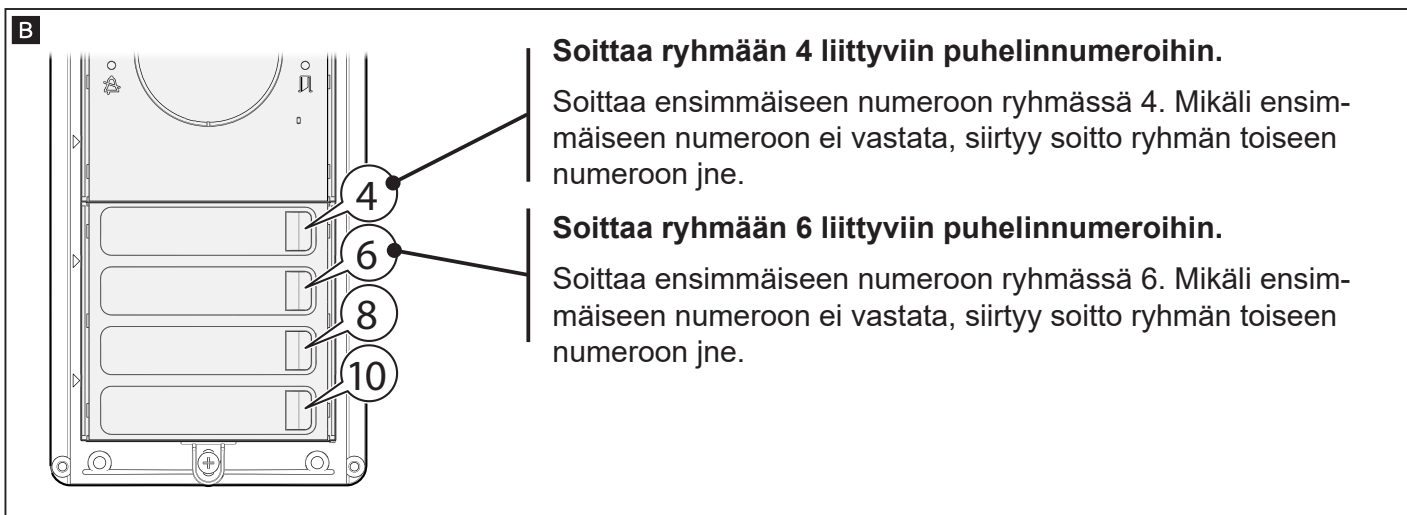 B
Soittaa ryhmään 4 liittyviin puhelinnumeroihin.
Soittaa ensimmäiseen numeroon ryhmässä 4. Mikäli ensim-
mäiseen numeroon ei vastata, siirtyy soitto ryhmän toiseen
numeroon jne.
4
Soittaa ryhmään 6 liittyviin puhelinnumeroihin.
6
Soittaa ensimmäiseen numeroon ryhmässä 6. Mikäli ensim-
mäiseen numeroon ei vastata, siirtyy soitto ryhmän toiseen
numeroon jne.
8
10